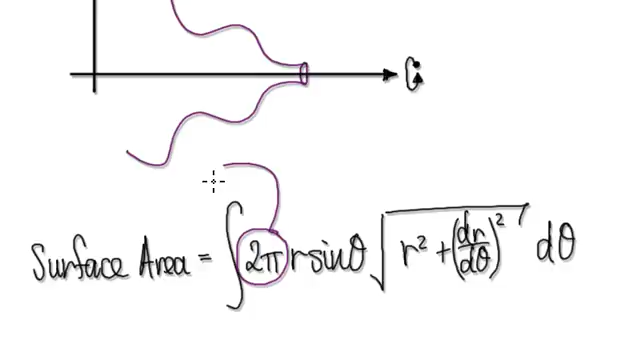 Surface Area = ∫ 2π r sinθ √(r² + (dr/dθ)²) dθ